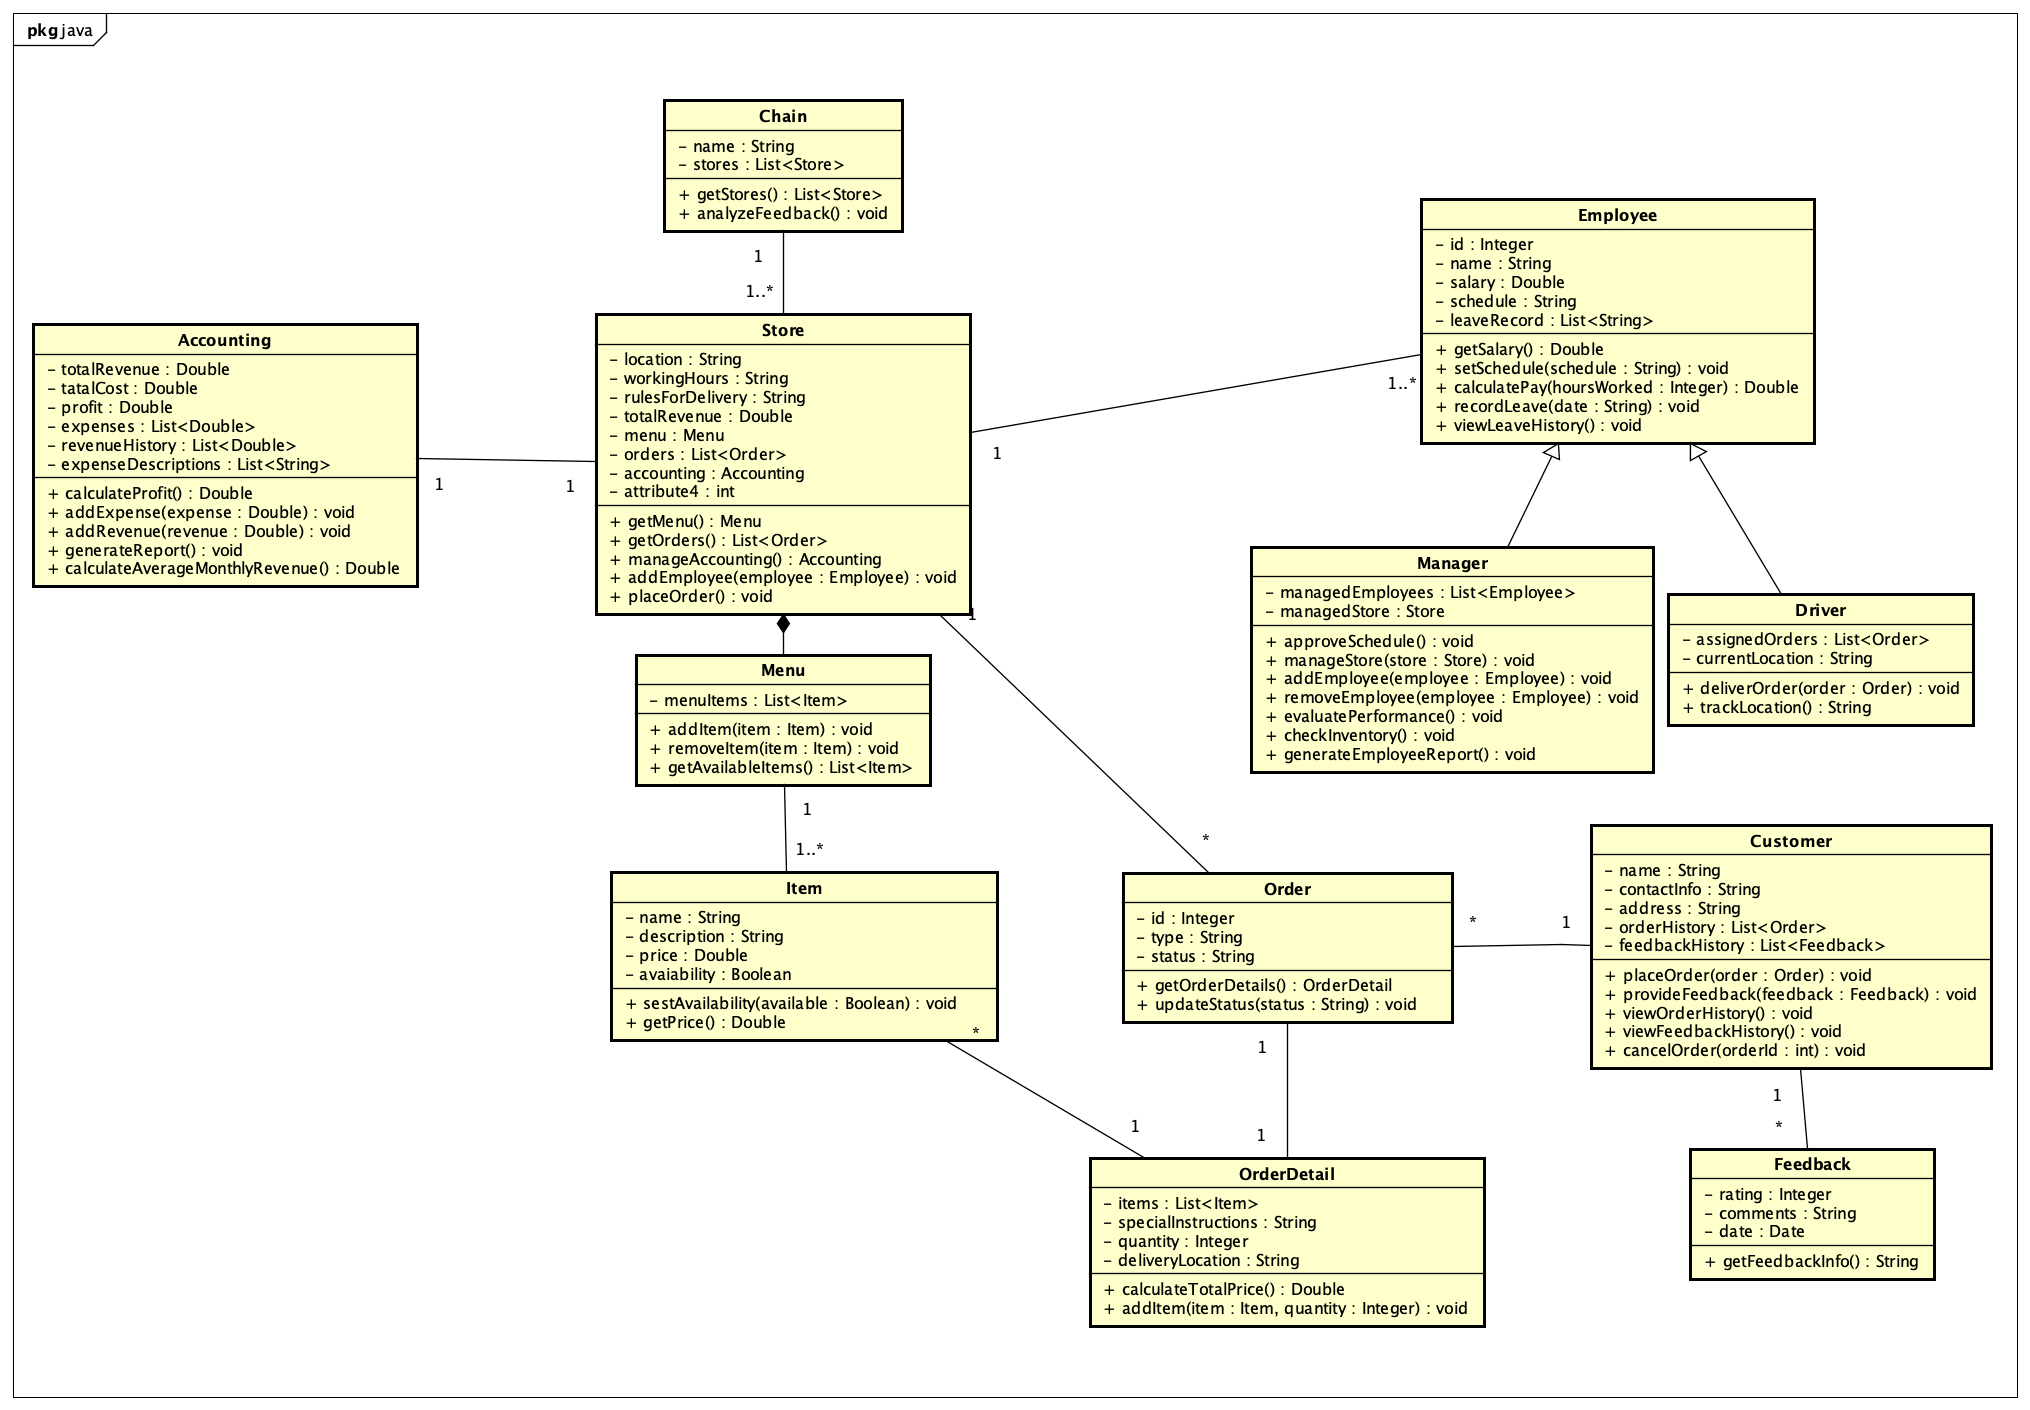 pkg java
Chain
– name : String
– stores : List<Store>
+ getStores() : List<Store>
+ analyzeFeedback() : void
1
1..*
Employee
– id : Integer
– name : String
– salary : Double
– schedule : String
– leaveRecord : List<String>
+ getSalary() : Double
+ setSchedule(schedule : String) : void
+ calculatePay(hoursWorked : Integer) : Double
+ recordLeave(date : String) : void
+ viewLeaveHistory() : void
1..*
1
Accounting
– totalRevenue : Double
– tatalCost : Double
– profit : Double
– expenses : List<Double>
– revenueHistory : List<Double>
– expenseDescriptions : List<String>
+ calculateProfit() : Double
+ addExpense(expense : Double) : void
+ addRevenue(revenue : Double) : void
+ generateReport() : void
+ calculateAverageMonthlyRevenue() : Double
1
1
Store
– location : String
– workingHours : String
– rulesForDelivery : String
– totalRevenue : Double
– menu : Menu
– orders : List<Order>
– accounting : Accounting
– attribute4 : int
+ getMenu() : Menu
+ getOrders() : List<Order>
+ manageAccounting() : Accounting
+ addEmployee(employee : Employee) : void
+ placeOrder() : void
1
*
Manager
– managedEmployees : List<Employee>
– managedStore : Store
+ approveSchedule() : void
+ manageStore(store : Store) : void
+ addEmployee(employee : Employee) : void
+ removeEmployee(employee : Employee) : void
+ evaluatePerformance() : void
+ checkInventory() : void
+ generateEmployeeReport() : void
Driver
– assignedOrders : List<Order>
– currentLocation : String
+ deliverOrder(order : Order) : void
+ trackLocation() : String
Menu
– menuItems : List<Item>
+ addItem(item : Item) : void
+ removeItem(item : Item) : void
+ getAvailableItems() : List<Item>
1
1..*
Item
– name : String
– description : String
– price : Double
– avaiability : Boolean
+ sestAvailability(available : Boolean) : void
+ getPrice() : Double
*
1
Order
– id : Integer
– type : String
– status : String
+ getOrderDetails() : OrderDetail
+ updateStatus(status : String) : void
*
1
1
1
Customer
– name : String
– contactInfo : String
– address : String
– orderHistory : List<Order>
– feedbackHistory : List<Feedback>
+ placeOrder(order : Order) : void
+ provideFeedback(feedback : Feedback) : void
+ viewOrderHistory() : void
+ viewFeedbackHistory() : void
+ cancelOrder(orderId : int) : void
1
*
OrderDetail
– items : List<Item>
– specialInstructions : String
– quantity : Integer
– deliveryLocation : String
+ calculateTotalPrice() : Double
+ addItem(item : Item, quantity : Integer) : void
Feedback
– rating : Integer
– comments : String
– date : Date
+ getFeedbackInfo() : String